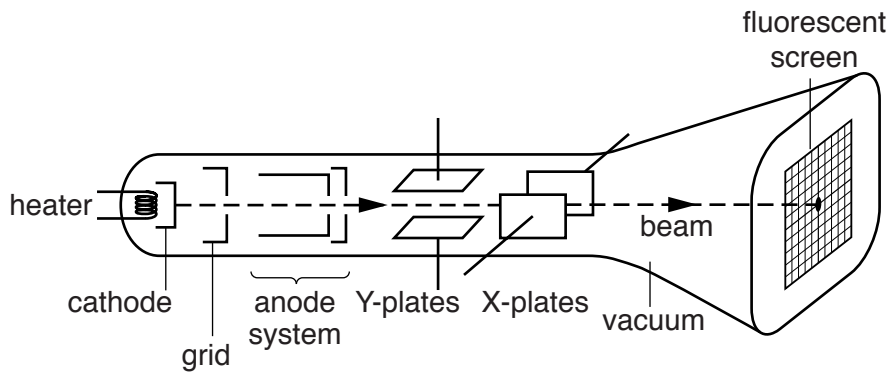 fluorescent
screen
heater
beam
cathode
anode
system
Y-plates
X-plates
vacuum
grid